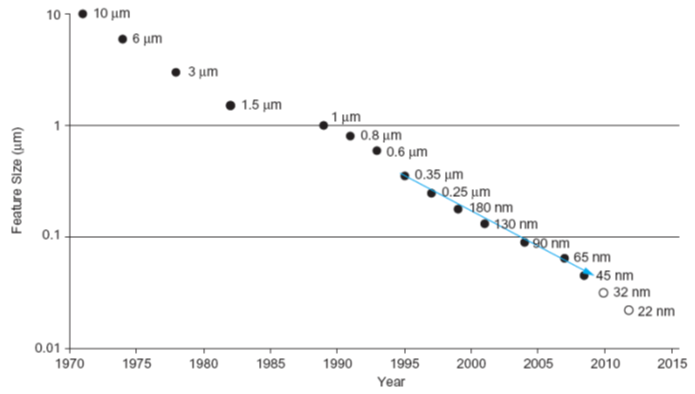 10
10 μm
6 μm
3 μm
1.5 μm
1
1 μm
0.8 μm
0.6 μm
0.35 μm
0.25 μm
180 nm
130 nm
0.1
90 nm
65 nm
45 nm
32 nm
22 nm
0.01
Feature Size (μm)
1970 1975 1980 1985 1990 1995 2000 2005 2010 2015
Year